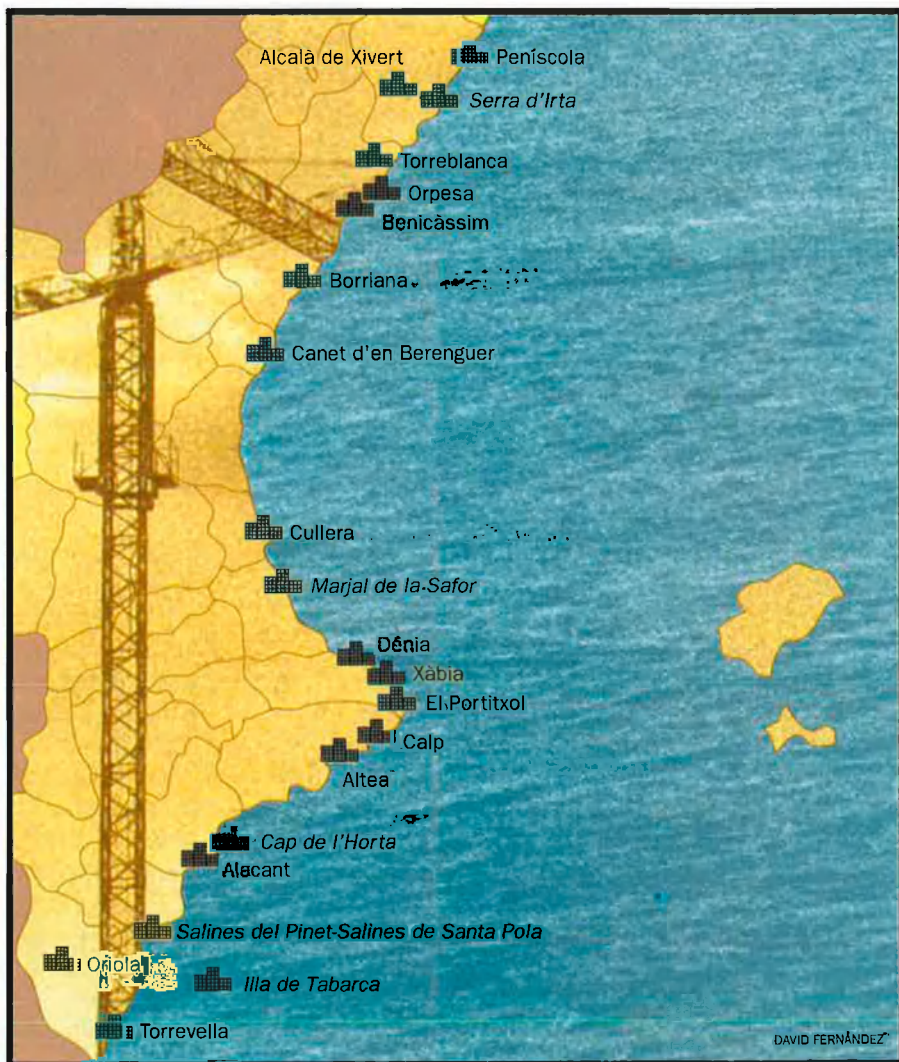 Alcalà de Xivert
Peníscola
Serra d'Irta
Torreblanca
Orpesa
Benicàssim
Borriana
Canet d'en Berenguer
Cullera
Marjal de la Safor
Dénia
Xàbia
El Portitxol
Calp
Altea
Cap de l'Horta
Alacant
Salines del Pinet-Salines de Santa Pola
Oriola
Illa de Tabarca
Torrevella
DAVID FERNÁNDEZ